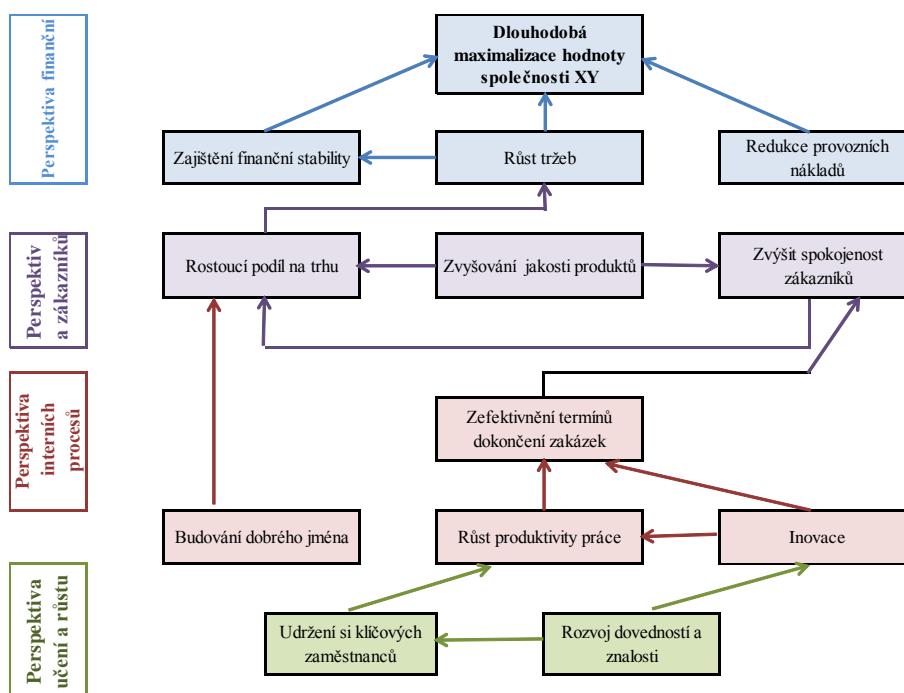 Perspektiva finanční
Dlouhodobá
maximalizace hodnoty
společnosti XY
Zajištění finanční stability
Růst tržeb
Redukce provozních
nákladů
Perspektiv
a zákazníků
Rostoucí podíl na trhu
Zvyšování jakosti produktů
Zvýšit spokojenost
zákazníků
Perspektiva
interních
procesů
Zefektivnění termínů
dokončení zakázek
Budování dobrého jména
Růst produktivity práce
Inovace
Perspektiva
učení a růstu
Udržení si klíčových
zaměstnanců
Rozvoj dovedností a
znalosti